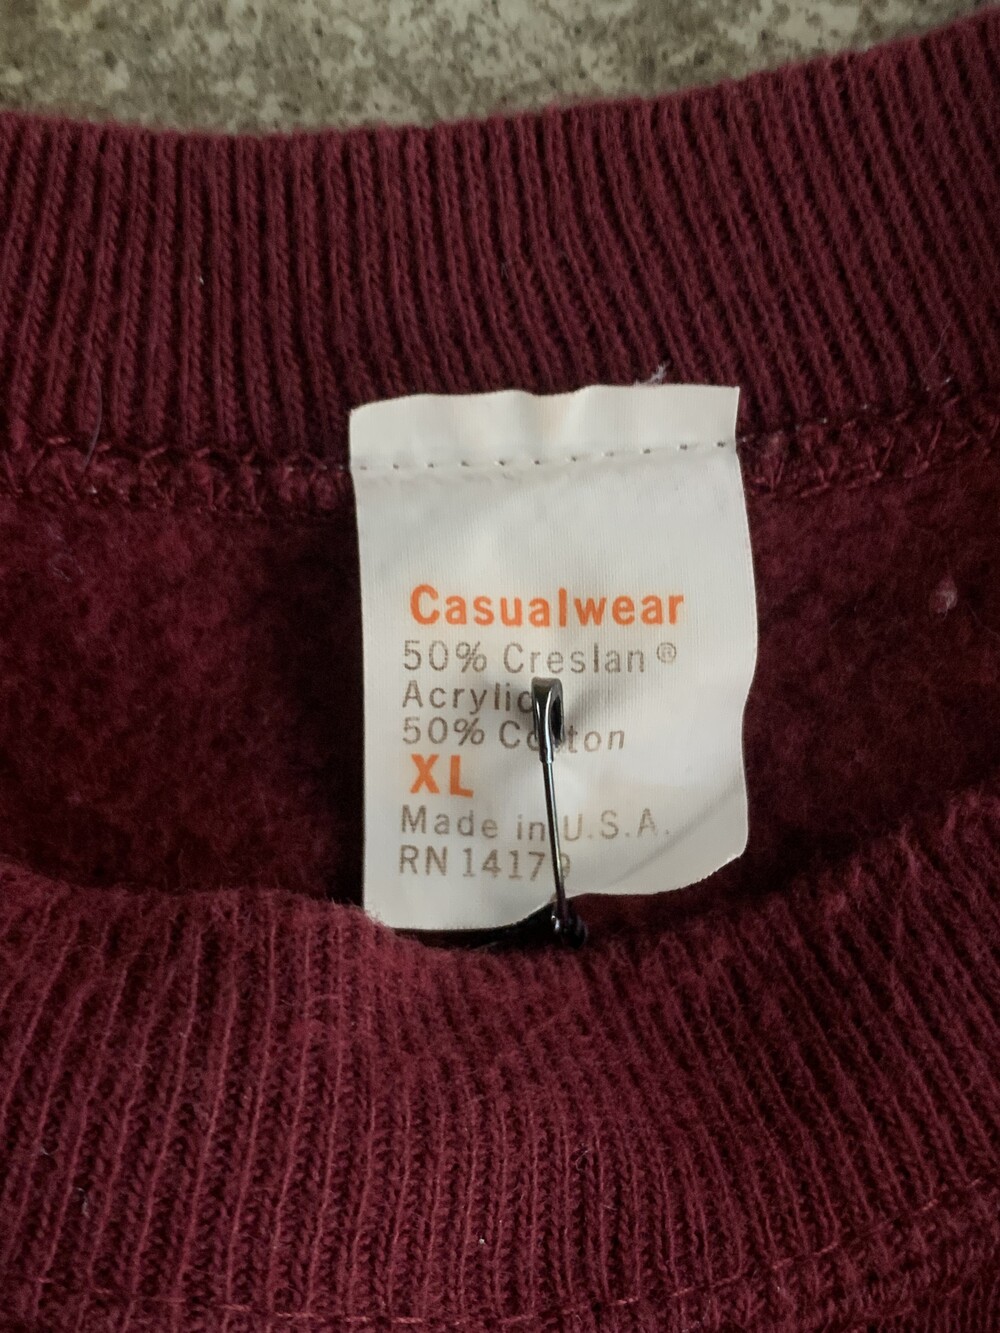 Casualwear
50% Creslan®
Acrylic
50% Cotton
XL
Made in U.S.A.
RN 14179